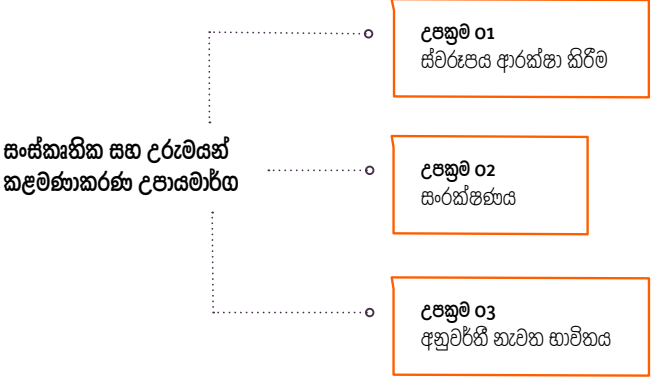 උපක්‍රම 01
ස්වරූපය ආරක්ෂා කිරීම
සංස්කෘතික සහ උරුමයන්
කළමණාකරණ උපායමාර්ග
උපක්‍රම 02
සංරක්ෂණය
උපක්‍රම 03
අනුවර්තී නැවත භාවිතය